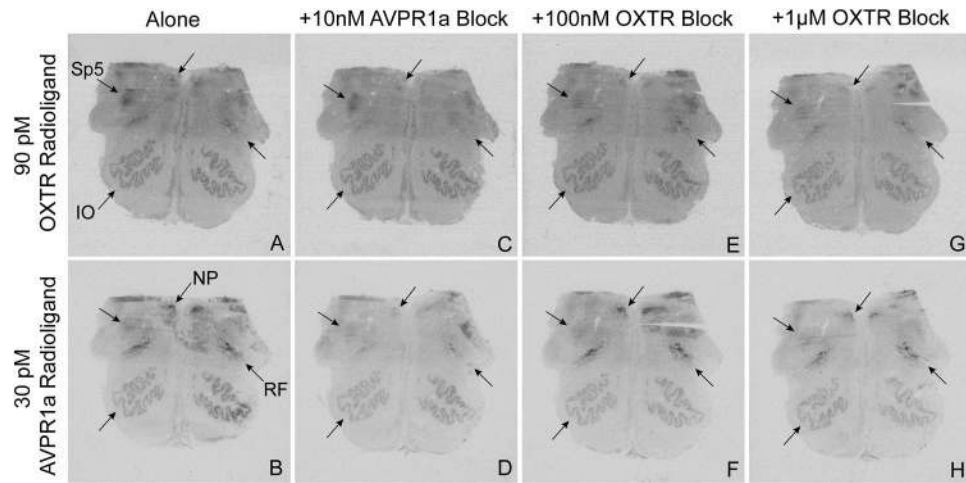 Alone
+10nM AVPR1a Block
+100nM OXTR Block
+1μM OXTR Block
90 pM
OXTR Radioligand
Sp5
IO
A
C
E
G
30 pM
AVPR1a Radioligand
NP
RF
B
D
F
H